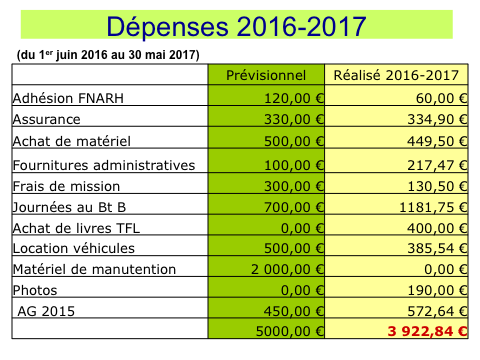 Dépenses 2016-2017
(du 1er juin 2016 au 30 mai 2017)
Prévisionnel Réalisé 2016-2017
Adhésion FNARH 120,00 € 60,00 €
Assurance 330,00 € 334,90 €
Achat de matériel 500,00 € 449,50 €
Fournitures administratives 100,00 € 217,47 €
Frais de mission 300,00 € 130,50 €
Journées au Bt B 700,00 € 1181,75 €
Achat de livres TFL 0,00 € 400,00 €
Location véhicules 500,00 € 385,54 €
Matériel de manutention 2 000,00 € 0,00 €
Photos 0,00 € 190,00 €
AG 2015 450,00 € 572,64 €
5000,00 € 3 922,84 €